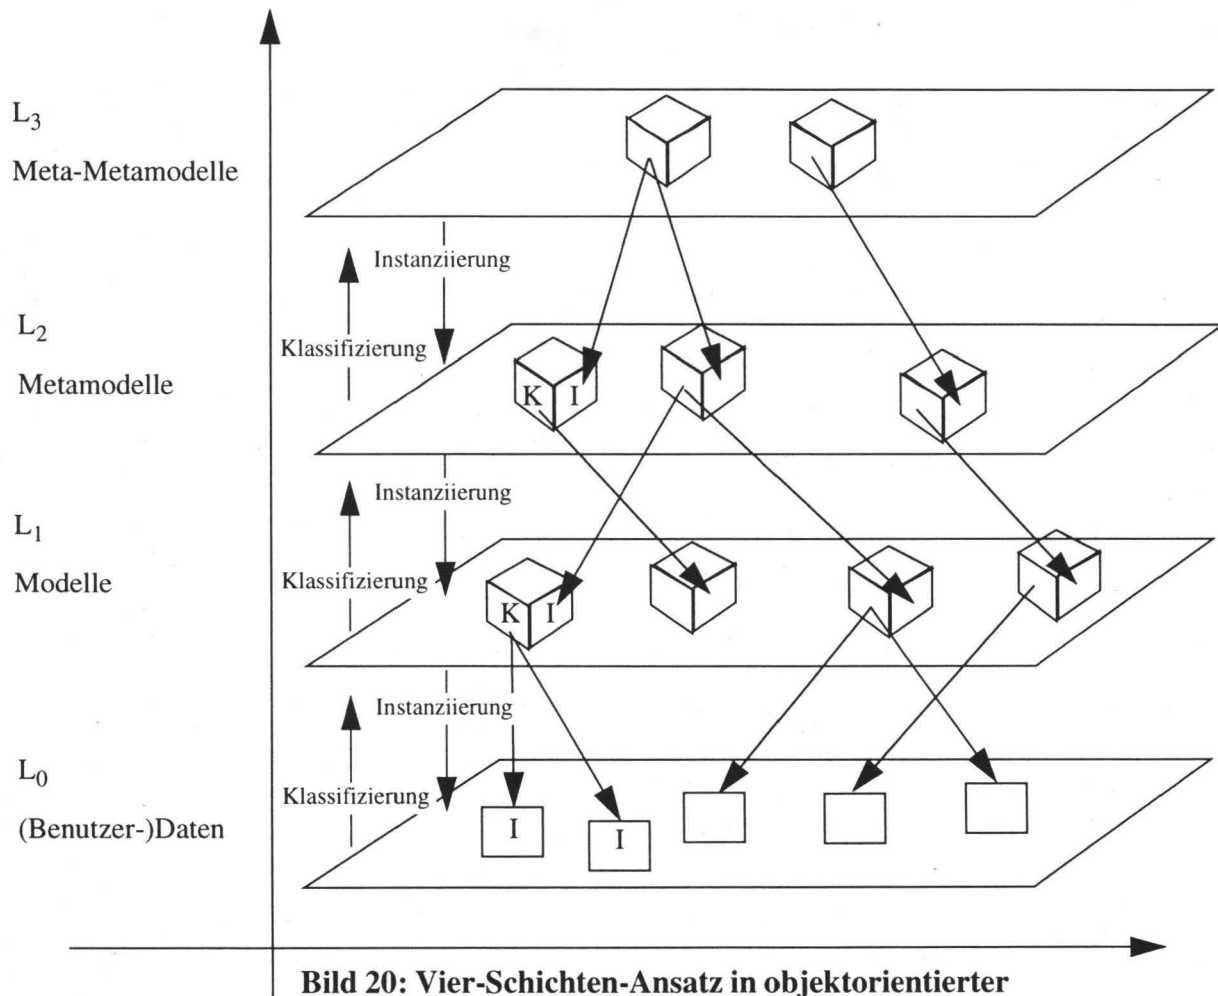 L3
Meta-Metamodelle
Instanziierung
Klassifizierung
L2
Metamodelle
K I
Instanziierung
Klassifizierung
L1
Modelle
K I
Instanziierung
Klassifizierung
L0
(Benutzer-)Daten
I
I
Bild 20: Vier-Schichten-Ansatz in objektorientierter